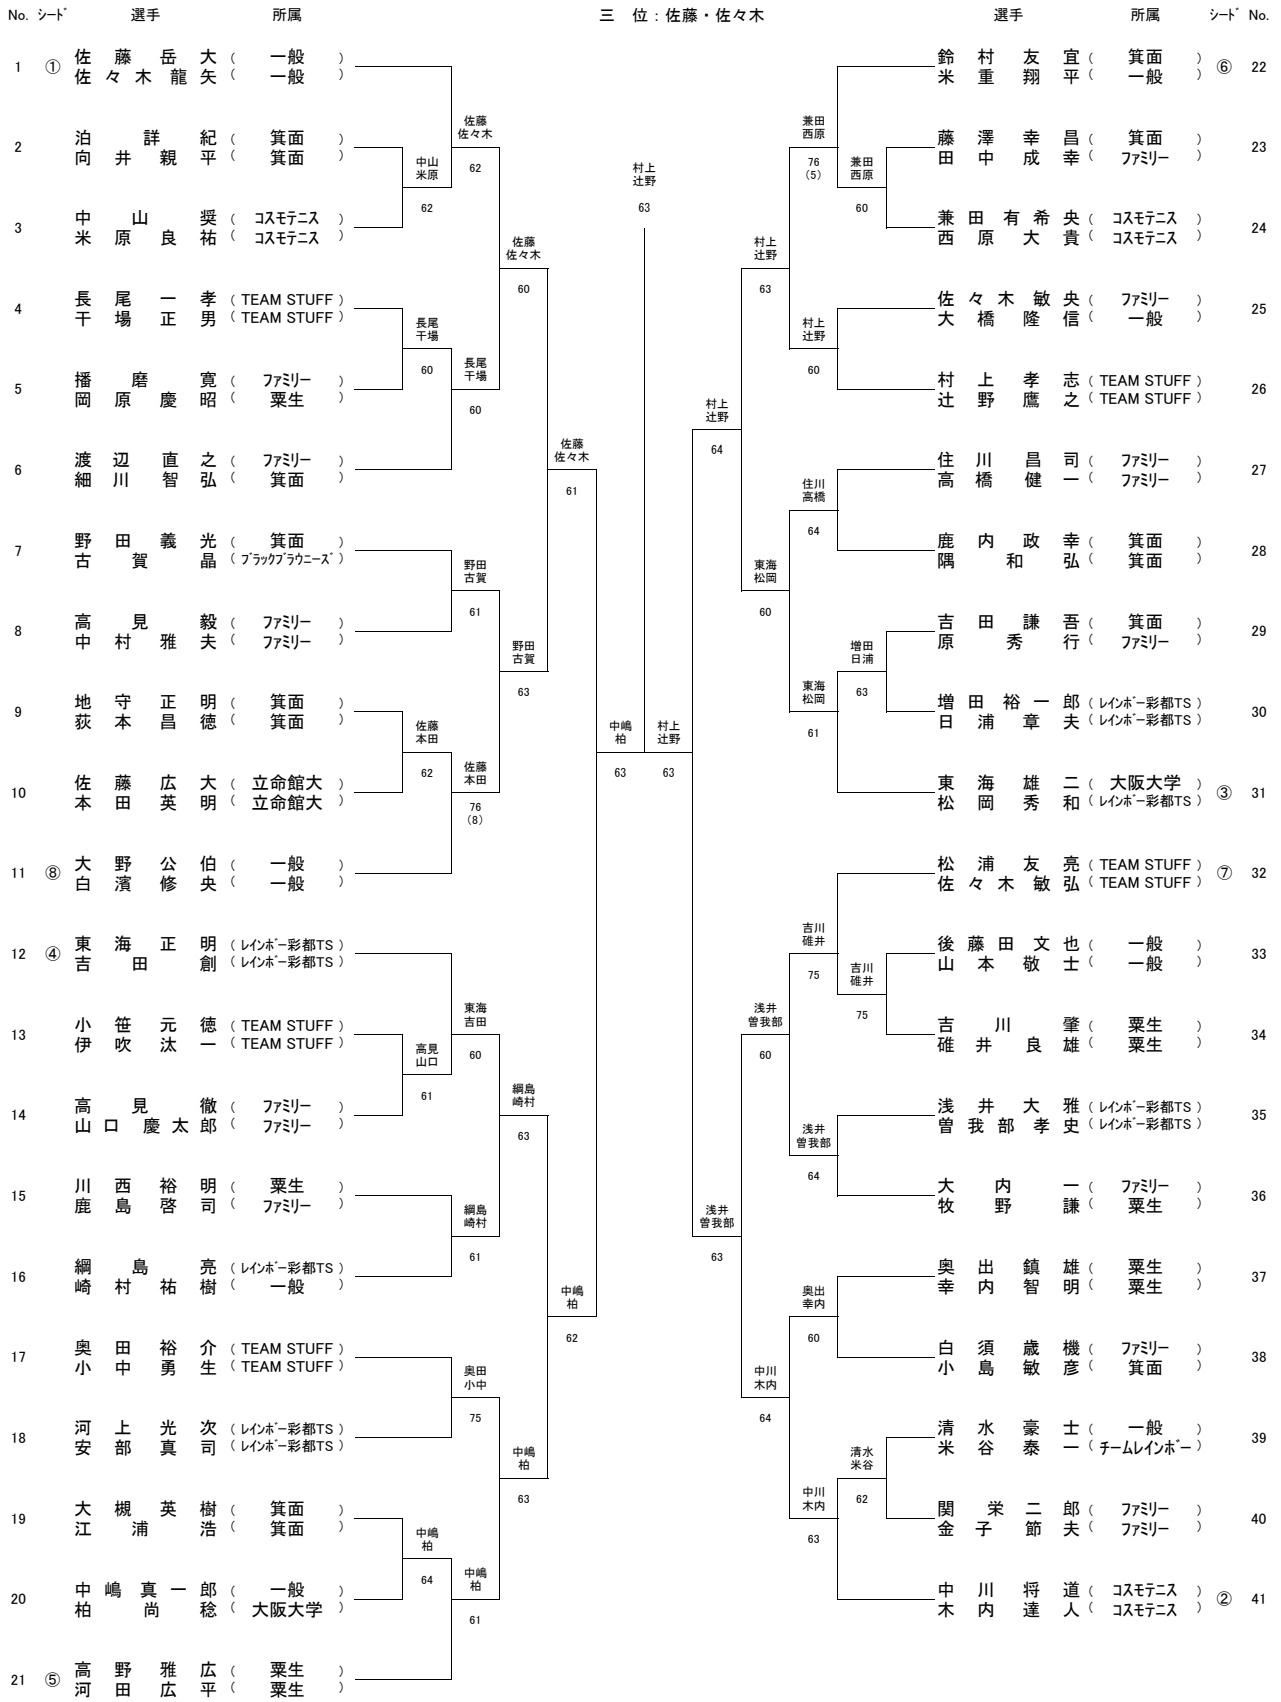 No. シード 選手 所属
三 位：佐藤・佐々木
選手 所属 シード No.
1 ① 佐藤岳大（ 一般 ）
佐々木龍矢（ 一般 ）
2 泊詳紀（ 箕面 ）
向井親平（ 箕面 ）
3 中山奨（ コスモテニス ）
米原良祐（ コスモテニス ）
4 長尾一孝（ TEAM STUFF ）
干場正男（ TEAM STUFF ）
5 播磨寛（ ファミリー ）
岡原慶昭（ 粟生 ）
6 渡辺直之（ ファミリー ）
細川智弘（ 箕面 ）
7 野田義光（ 箕面 ）
古賀晶（ ブラックブラウニーズ ）
8 高見毅（ ファミリー ）
中村雅夫（ ファミリー ）
9 地守正明（ 箕面 ）
荻本昌徳（ 箕面 ）
10 佐藤広大（ 立命館大 ）
本田英明（ 立命館大 ）
11 ⑧ 大野公伯（ 一般 ）
白濱修央（ 一般 ）
12 ④ 東海正明（ レインボー彩都TS ）
吉田創（ レインボー彩都TS ）
13 小笹元徳（ TEAM STUFF ）
伊吹汰一（ TEAM STUFF ）
14 高見徹（ ファミリー ）
山口慶太郎（ ファミリー ）
15 川西裕明（ 粟生 ）
鹿島啓司（ ファミリー ）
16 綱島亮（ レインボー彩都TS ）
崎村祐樹（ 一般 ）
17 奥田裕介（ TEAM STUFF ）
小中勇生（ TEAM STUFF ）
18 河上光次（ レインボー彩都TS ）
安部真司（ レインボー彩都TS ）
19 大槻英樹（ 箕面 ）
江浦浩（ 箕面 ）
20 中嶋真一郎（ 一般 ）
柏尚稔（ 大阪大学 ）
21 ⑤ 高野雅広（ 粟生 ）
河田広平（ 粟生 ）
中山
米原
62
長尾
干場
60
佐藤
本田
62
高見
山口
61
中嶋
柏
64
佐藤
佐々木
62
長尾
干場
60
野田
古賀
61
佐藤
本田
76
（8）
東海
吉田
60
綱島
崎村
61
奥田
小中
75
中嶋
柏
61
佐藤
佐々木
60
野田
古賀
63
綱島
崎村
63
中嶋
柏
63
佐藤
佐々木
61
中嶋
柏
62
中嶋
柏
63
村上
辻野
63
村上
辻野
63
村上
辻野
64
浅井
曽我部
63
村上
辻野
63
東海
松岡
60
浅井
曽我部
60
中川
木内
64
兼田
西原
76
（5）
村上
辻野
60
住川
高橋
64
東海
松岡
61
吉川
碓井
75
浅井
曽我部
64
奥出
幸内
60
中川
木内
63
兼田
西原
60
増田
日浦
63
吉川
碓井
75
清水
米谷
62
鈴村友宜（ 箕面 ） ⑥ 22
米重翔平（ 一般 ）
藤澤幸昌（ 箕面 ） 23
田中成幸（ ファミリー ）
兼田有希央（ コスモテニス ） 24
西原大貴（ コスモテニス ）
佐々木敏央（ ファミリー ） 25
大橋隆信（ 一般 ）
村上孝志（ TEAM STUFF ） 26
辻野鷹之（ TEAM STUFF ）
住川昌司（ ファミリー ） 27
高橋健一（ ファミリー ）
鹿内政幸（ 箕面 ） 28
隅和弘（ 箕面 ）
吉田謙吾（ 箕面 ） 29
原秀行（ ファミリー ）
増田裕一郎（ レインボー彩都TS ） 30
日浦章夫（ レインボー彩都TS ）
東海雄二（ 大阪大学 ） ③ 31
松岡秀和（ レインボー彩都TS ）
松浦友亮（ TEAM STUFF ） ⑦ 32
佐々木敏弘（ TEAM STUFF ）
後藤田文也（ 一般 ） 33
山本敬士（ 一般 ）
吉川肇（ 粟生 ） 34
碓井良雄（ 粟生 ）
浅井大雅（ レインボー彩都TS ） 35
曽我部孝史（ レインボー彩都TS ）
大内一（ ファミリー ） 36
牧野謙（ 粟生 ）
奥出鎮雄（ 粟生 ） 37
幸内智明（ 粟生 ）
白須歳機（ ファミリー ） 38
小島敏彦（ 箕面 ）
清水豪士（ 一般 ） 39
米谷泰一（ チームレインボー ）
関栄二郎（ ファミリー ） 40
金子節夫（ ファミリー ）
中川将道（ コスモテニス ） ② 41
木内達人（ コスモテニス ）